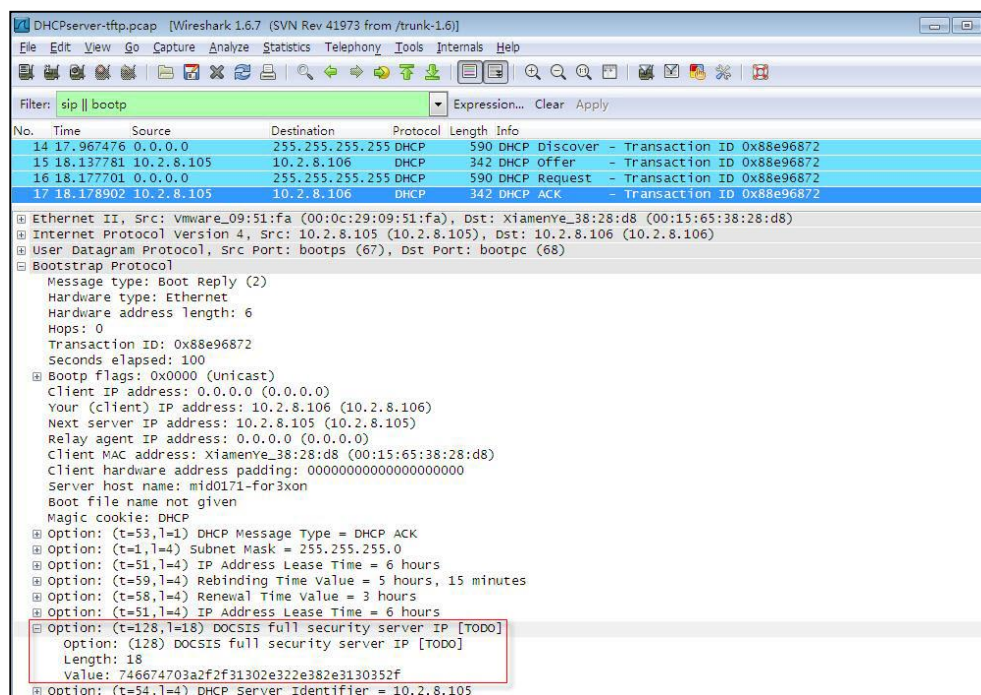 DHCPserver-tftp.pcap [Wireshark 1.6.7 (SVN Rev 41973 from /trunk-1.6)]
File Edit View Go Capture Analyze Statistics Telephony Tools Internals Help
Filter: sip || bootp Expression... Clear Apply
No. Time Source Destination Protocol Length Info
14 17.967476 0.0.0.0 255.255.255.255 DHCP 590 DHCP Discover - Transaction ID 0x88e96872
15 18.137781 10.2.8.105 10.2.8.106 DHCP 342 DHCP Offer - Transaction ID 0x88e96872
16 18.177701 0.0.0.0 255.255.255.255 DHCP 590 DHCP Request - Transaction ID 0x88e96872
17 18.178902 10.2.8.105 10.2.8.106 DHCP 342 DHCP ACK - Transaction ID 0x88e96872
Ethernet II, Src: Vmware_09:51:fa (00:0c:29:09:51:fa), Dst: XiamenYe_38:28:d8 (00:15:65:38:28:d8)
Internet Protocol Version 4, Src: 10.2.8.105 (10.2.8.105), Dst: 10.2.8.106 (10.2.8.106)
User Datagram Protocol, Src Port: bootps (67), Dst Port: bootpc (68)
Bootstrap Protocol
Message type: Boot Reply (2)
Hardware type: Ethernet
Hardware address length: 6
Hops: 0
Transaction ID: 0x88e96872
Seconds elapsed: 100
Bootp flags: 0x0000 (Unicast)
Client IP address: 0.0.0.0 (0.0.0.0)
Your (client) IP address: 10.2.8.106 (10.2.8.106)
Next server IP address: 10.2.8.105 (10.2.8.105)
Relay agent IP address: 0.0.0.0 (0.0.0.0)
Client MAC address: XiamenYe_38:28:d8 (00:15:65:38:28:d8)
Client hardware address padding: 00000000000000000000
Server host name: mid0171-for3xon
Boot file name not given
Magic cookie: DHCP
Option: (t=53,l=1) DHCP Message Type = DHCP ACK
Option: (t=1,l=4) Subnet Mask = 255.255.255.0
Option: (t=51,l=4) IP Address Lease Time = 6 hours
Option: (t=59,l=4) Rebinding Time Value = 5 hours, 15 minutes
Option: (t=58,l=4) Renewal Time Value = 3 hours
Option: (t=51,l=4) IP Address Lease Time = 6 hours
Option: (t=128,l=18) DOCSIS full security server IP [TODO]
Option: (128) DOCSIS full security server IP [TODO]
Length: 18
Value: 746674703a2f2f31302e322e382e3130352f
Option: (t=54,l=4) DHCP Server Identifier = 10.2.8.105